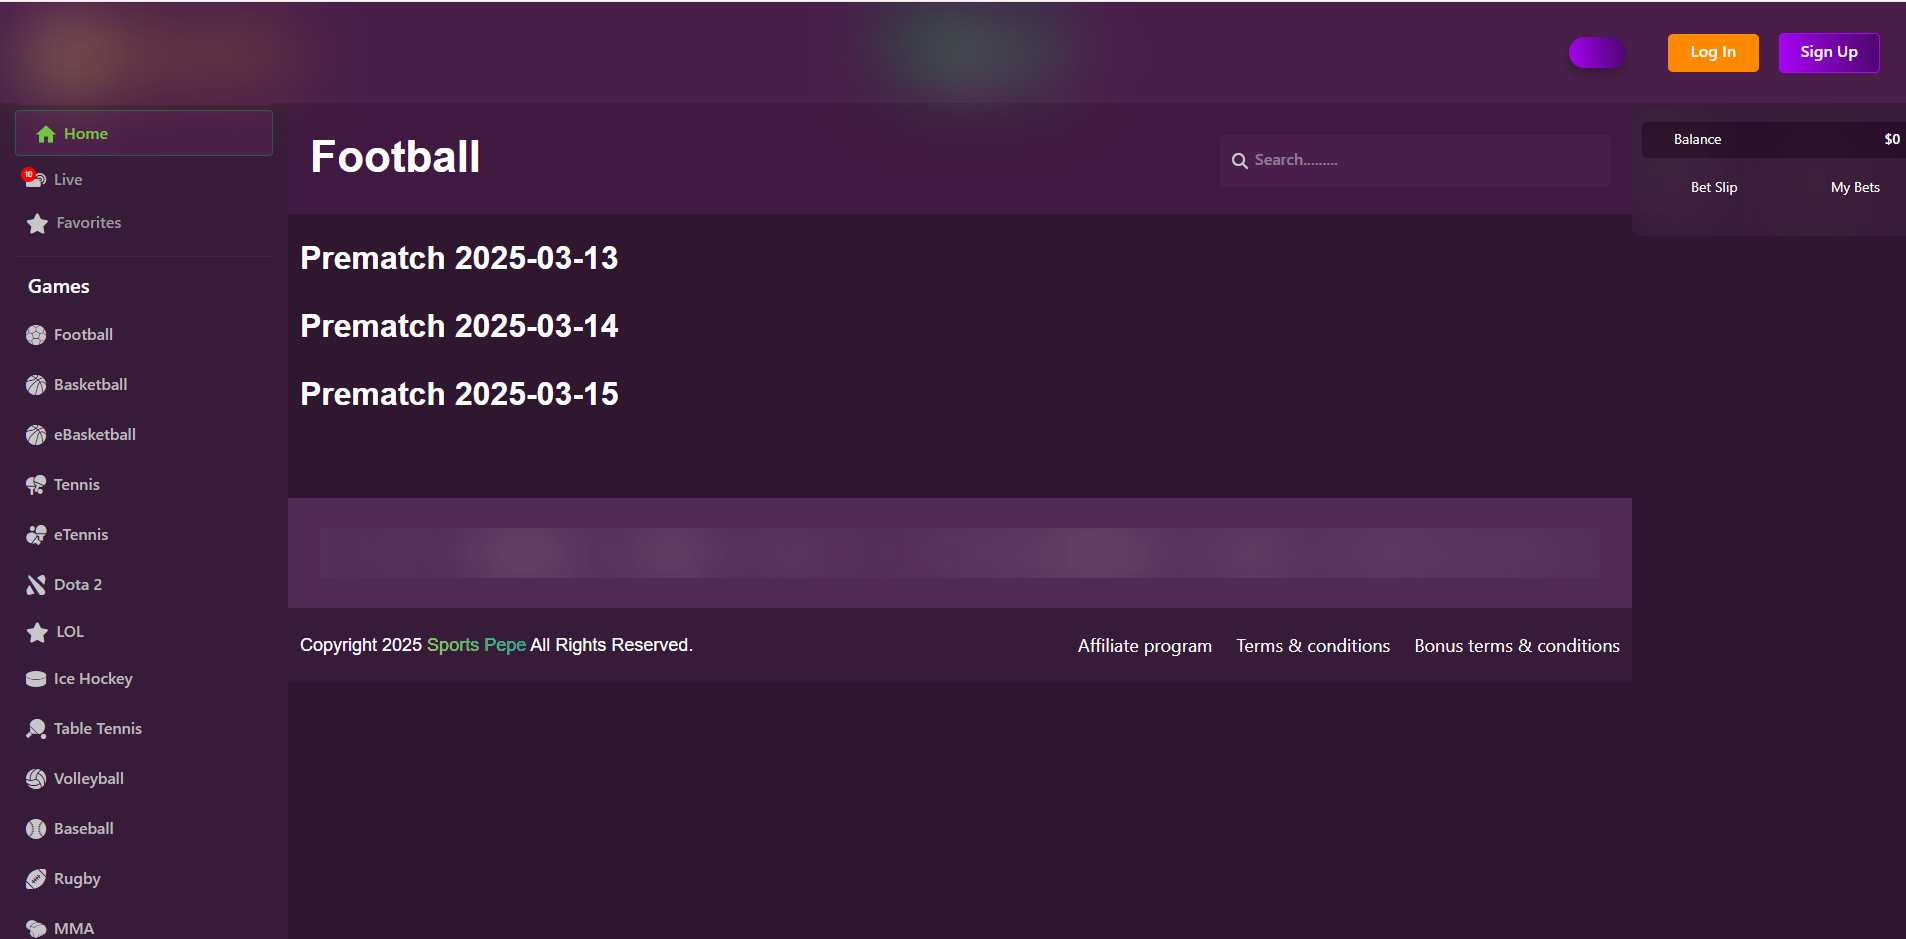 Log In
Sign Up
Home
10
Live
Favorites
Games
Football
Basketball
eBasketball
Tennis
eTennis
Dota 2
LOL
Ice Hockey
Table Tennis
Volleyball
Baseball
Rugby
MMA
Football
Search.........
Prematch 2025-03-13
Prematch 2025-03-14
Prematch 2025-03-15
Copyright 2025 Sports Pepe All Rights Reserved.
Affiliate program Terms & conditions Bonus terms & conditions
Balance $0
Bet Slip My Bets